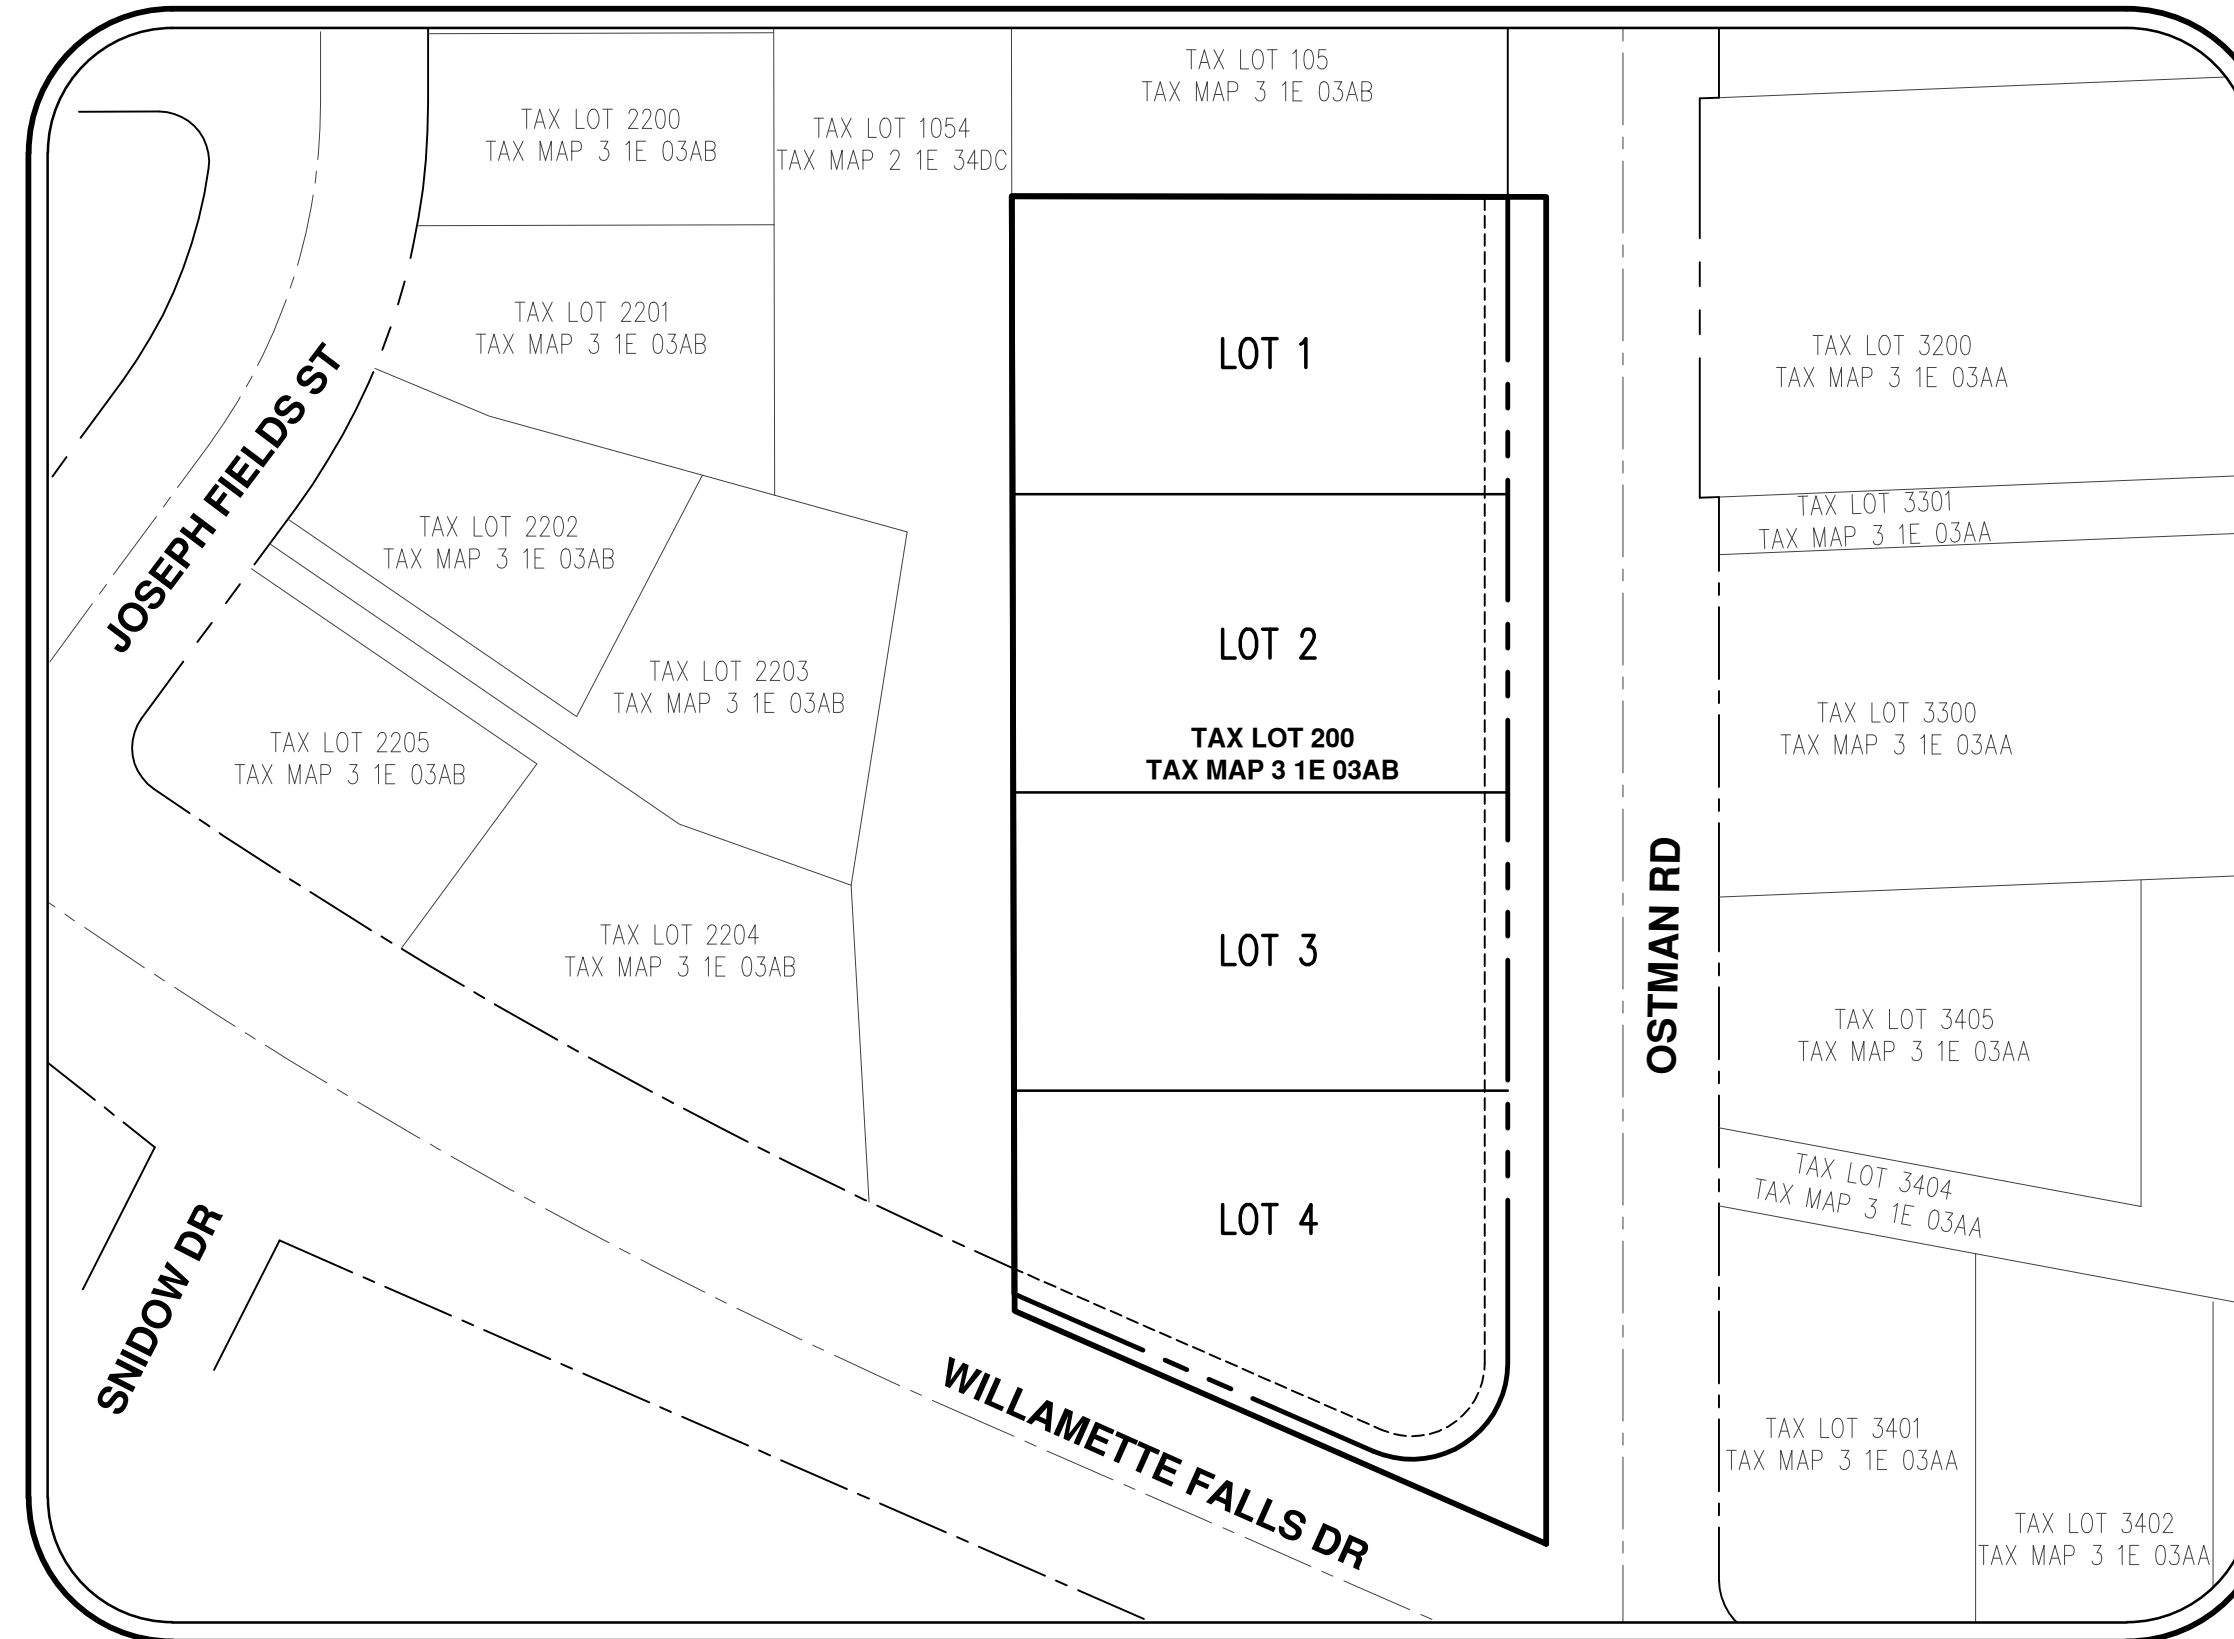 TAX LOT 105
TAX MAP 3 1E 03AB
TAX LOT 2200
TAX MAP 3 1E 03AB
TAX LOT 1054
TAX MAP 2 1E 34DC
TAX LOT 2201
TAX MAP 3 1E 03AB
LOT 1
TAX LOT 3200
TAX MAP 3 1E 03AA
JOSEPH FIELDS ST
TAX LOT 3301
TAX MAP 3 1E 03AA
TAX LOT 2202
TAX MAP 3 1E 03AB
LOT 2
TAX LOT 2203
TAX MAP 3 1E 03AB
TAX LOT 3300
TAX MAP 3 1E 03AA
TAX LOT 200
TAX MAP 3 1E 03AB
TAX LOT 2205
TAX MAP 3 1E 03AB
OSTMAN RD
TAX LOT 2204
TAX MAP 3 1E 03AB
LOT 3
TAX LOT 3405
TAX MAP 3 1E 03AA
TAX LOT 3404
TAX MAP 3 1E 03AA
LOT 4
SNIDOW DR
WILLAMETTE FALLS DR
TAX LOT 3401
TAX MAP 3 1E 03AA
TAX LOT 3402
TAX MAP 3 1E 03AA